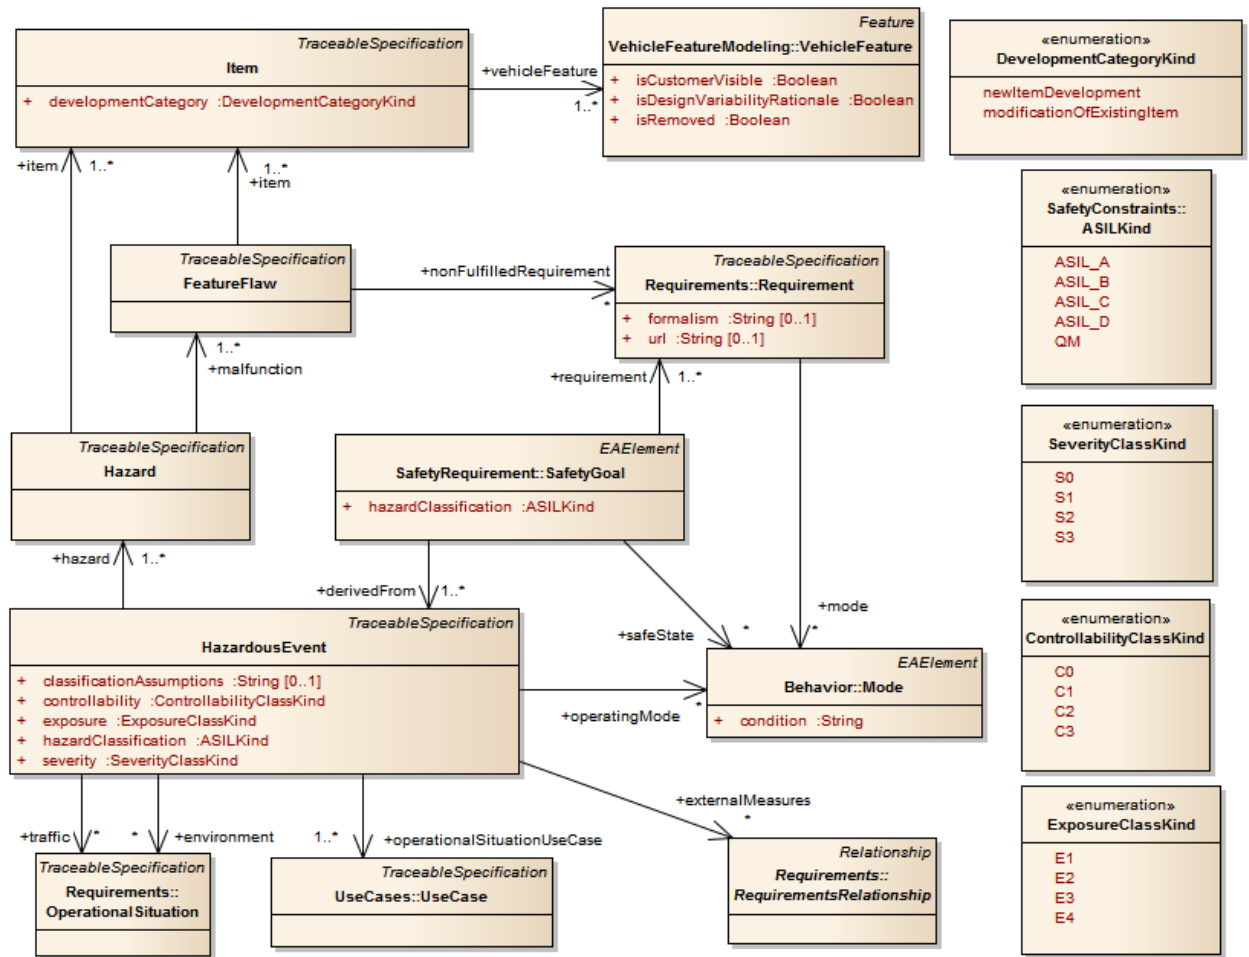 TraceableSpecification
Item
+ developmentCategory :DevelopmentCategoryKind
+vehicleFeature
1..*
Feature
VehicleFeatureModeling::VehicleFeature
+ isCustomerVisible :Boolean
+ isDesignVariabilityRationale :Boolean
+ isRemoved :Boolean
«enumeration»
DevelopmentCategoryKind
newItemDevelopment
modificationOfExistingItem
+item
1..*
1..*
+item
«enumeration»
SafetyConstraints::
ASILKind
ASIL_A
ASIL_B
ASIL_C
ASIL_D
QM
TraceableSpecification
FeatureFlaw
+nonFulfilledRequirement
*
TraceableSpecification
Requirements::Requirement
+ formalism :String [0..1]
+ url :String [0..1]
1..*
+malfunction
+requirement
1..*
TraceableSpecification
Hazard
EAElement
SafetyRequirement::SafetyGoal
+ hazardClassification :ASILKind
«enumeration»
SeverityClassKind
S0
S1
S2
S3
+hazard
1..*
+derivedFrom
1..*
+safeState
*
+mode
*
TraceableSpecification
HazardousEvent
+ classificationAssumptions :String [0..1]
+ controllability :ControllabilityClassKind
+ exposure :ExposureClassKind
+ hazardClassification :ASILKind
+ severity :SeverityClassKind
+operatingMode
*
EAElement
Behavior::Mode
+ condition :String
«enumeration»
ControllabilityClassKind
C0
C1
C2
C3
+traffic
*
*
+environment
1..*
+operationalSituationUseCase
+externalMeasures
*
«enumeration»
ExposureClassKind
E1
E2
E3
E4
TraceableSpecification
Requirements::
OperationalSituation
TraceableSpecification
UseCases::UseCase
Relationship
Requirements::
RequirementsRelationship